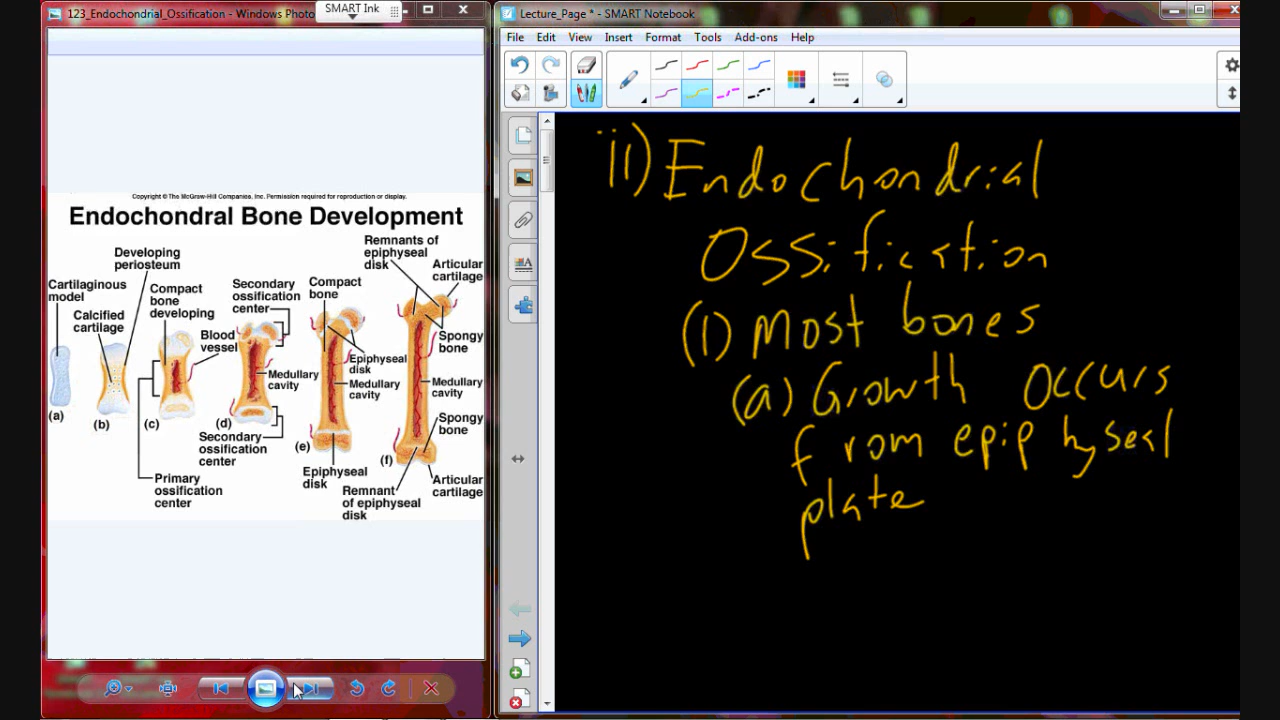 123_Endochondral_Ossification - Windows Photo
SMART Ink
Copyright © The McGraw-Hill Companies, Inc. Permission required for reproduction or display.
Endochondral Bone Development
Cartilaginous
model
Calcified
cartilage
Developing
periosteum
Compact
bone
developing
Blood
vessel
Secondary
ossification
center
Medullary
cavity
Compact
bone
Epiphyseal
disk
Medullary
cavity
Remnants of
epiphyseal
disk
Articular
cartilage
Spongy
bone
Medullary
cavity
Spongy
bone
(a)
(b)
(c)
(d)
(e)
(f)
Secondary
ossification
center
Primary
ossification
center
Epiphyseal
disk
Remnant
of epiphyseal
disk
Articular
cartilage
Lecture_Page * - SMART Notebook
File Edit View Insert Format Tools Add-ons Help
ii) Endochondrial
Ossification
(1) Most bones
(a) Growth Occurs
from epiphyseal
plate